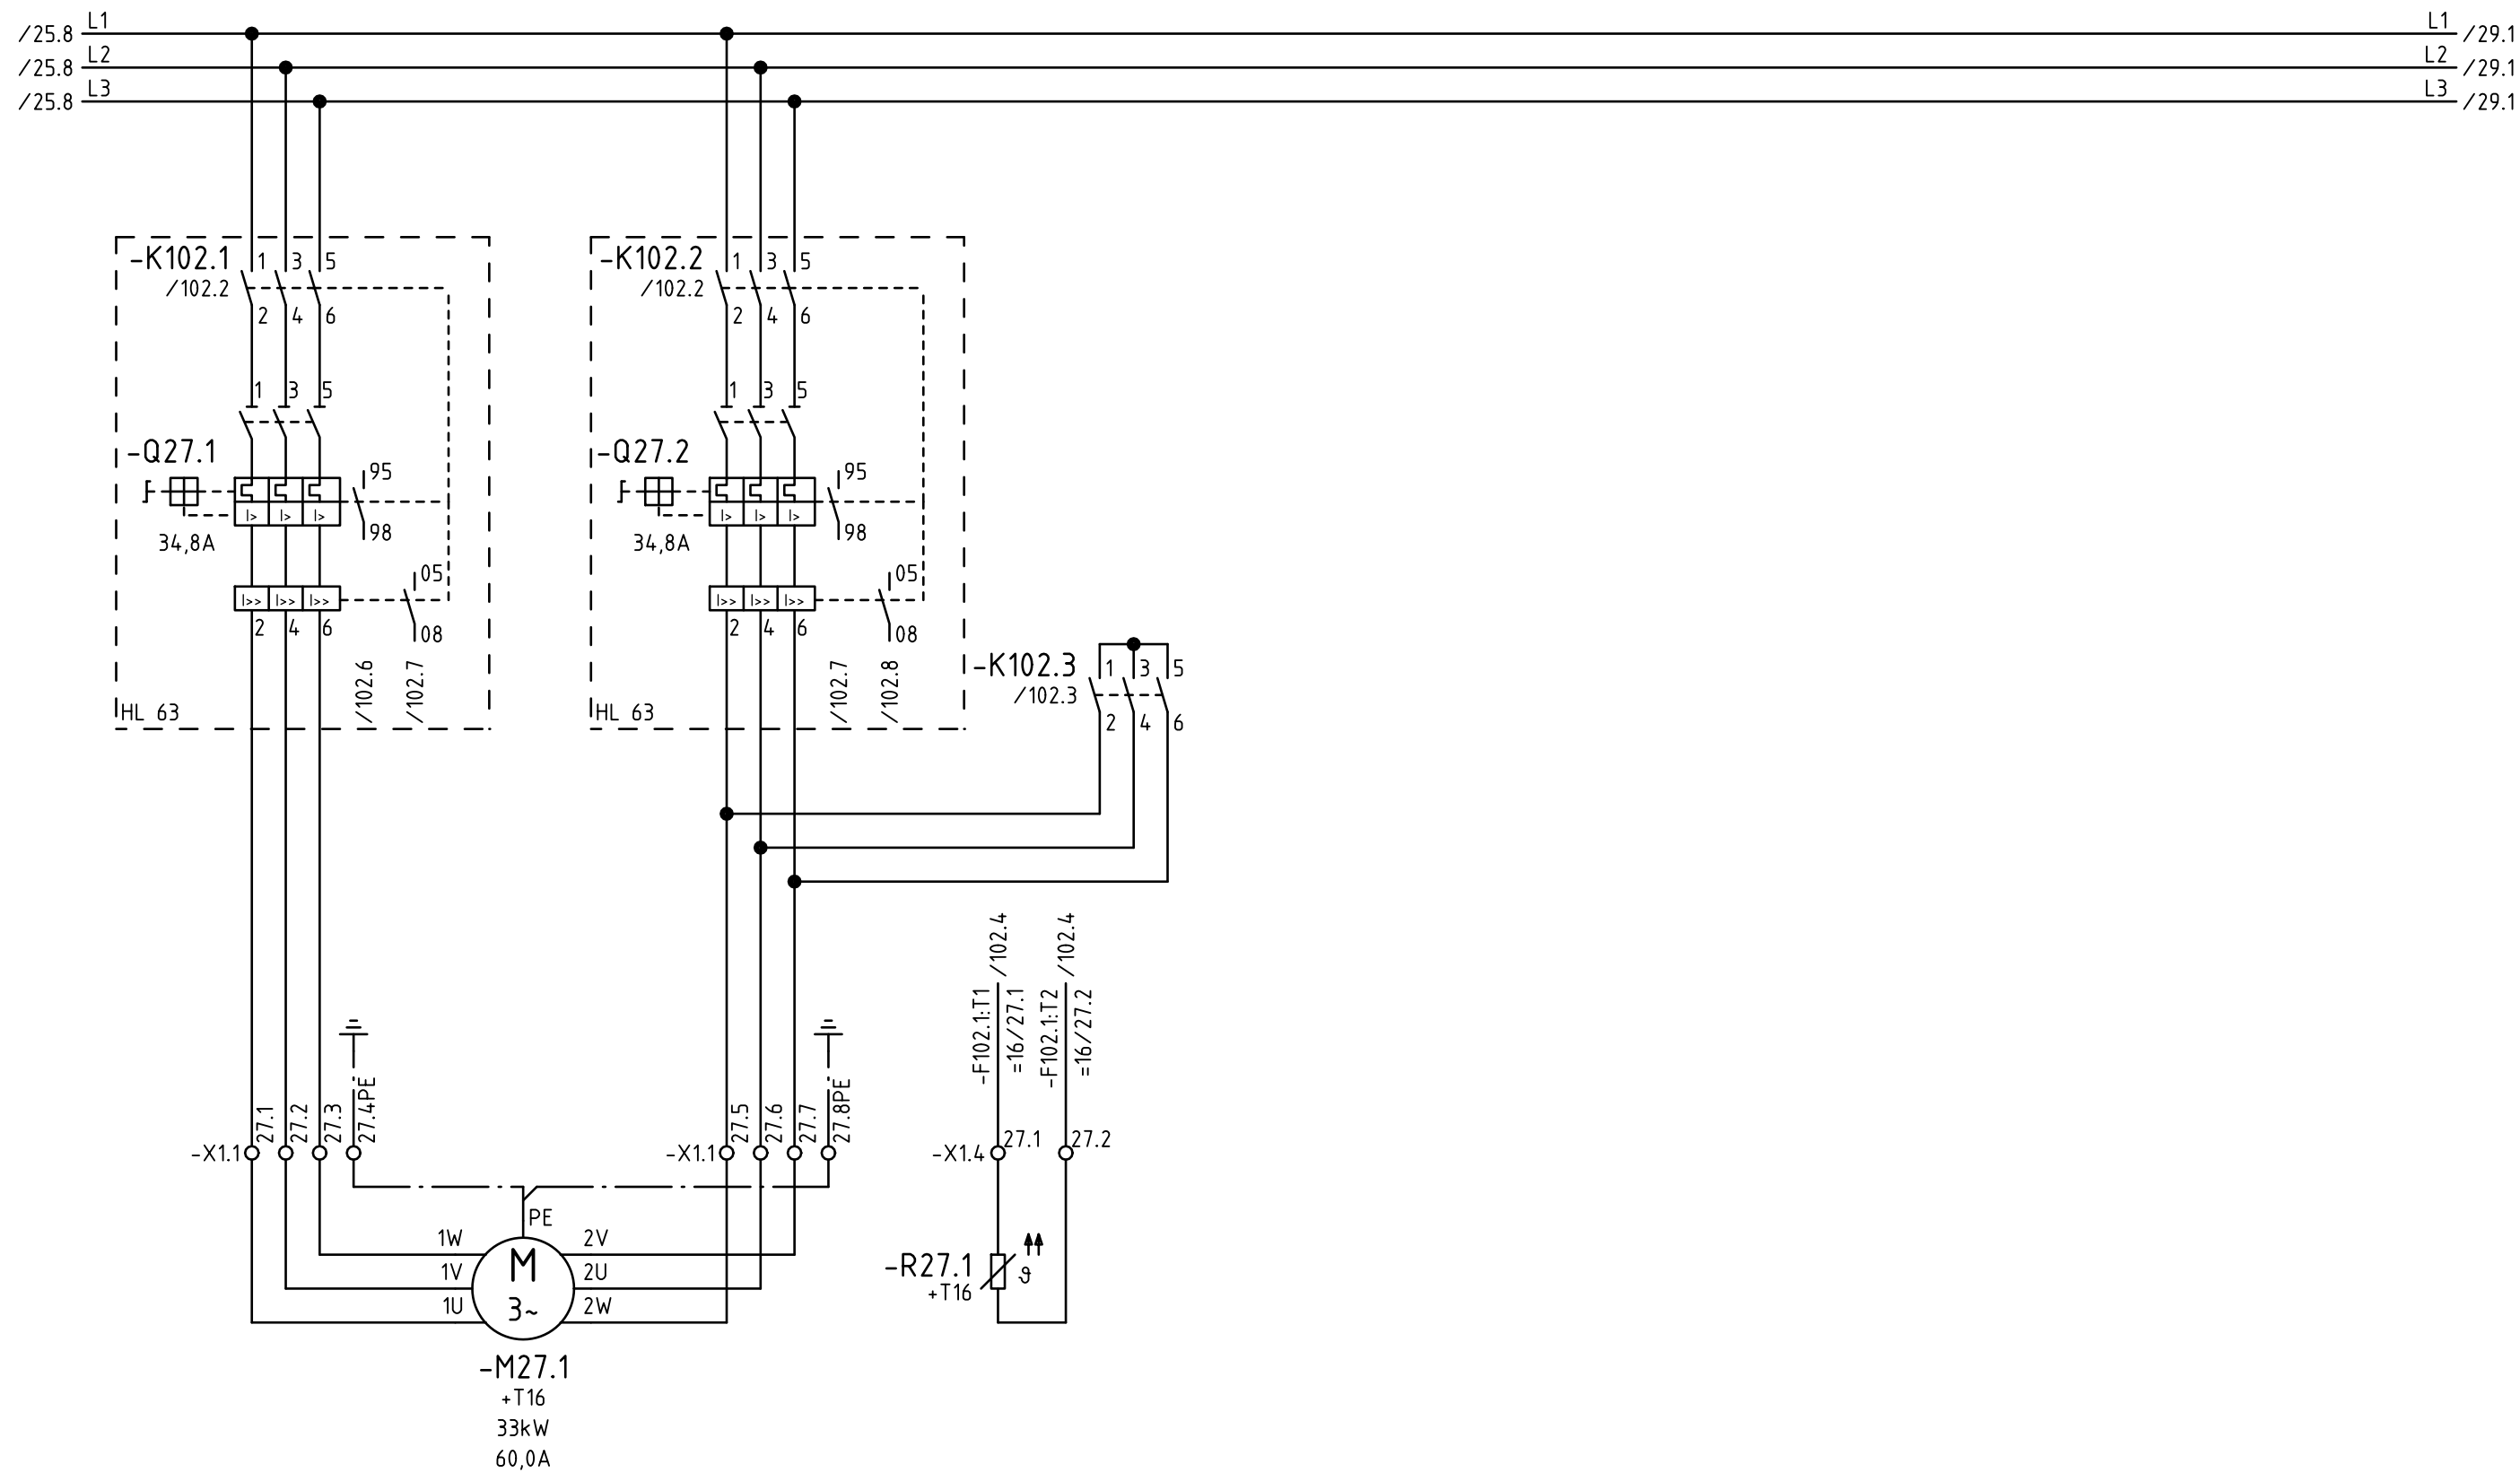 L1 L1
/25.8 /29.1
L2 L2
/25.8 /29.1
L3 L3
/25.8 /29.1
-K102.1 1 3 5
/102.2
2 4 6
-K102.2 1 3 5
/102.2
2 4 6
1 3 5
-Q27.1
I> I> I>
95
98
34,8A
I>> I>> I>>
05
08
2 4 6
/102.6 /102.7
HL 63
1 3 5
-Q27.2
I> I> I>
95
98
34,8A
I>> I>> I>>
05
08
2 4 6
/102.7 /102.8
HL 63
-K102.3 1 3 5
/102.3
2 4 6
/102.4 /102.4
-F102.1:T1 =16/27.1 -F102.1:T2 =16/27.2
27.1 27.2 27.3 27.4PE
-X1.1
27.5 27.6 27.7 27.8PE
-X1.1
27.1 27.2
-X1.4
PE
1W 2V
1V 2U
1U 2W
M
3~
-R27.1 ϑ
+T16
-M27.1
+T16
33kW
60,0A